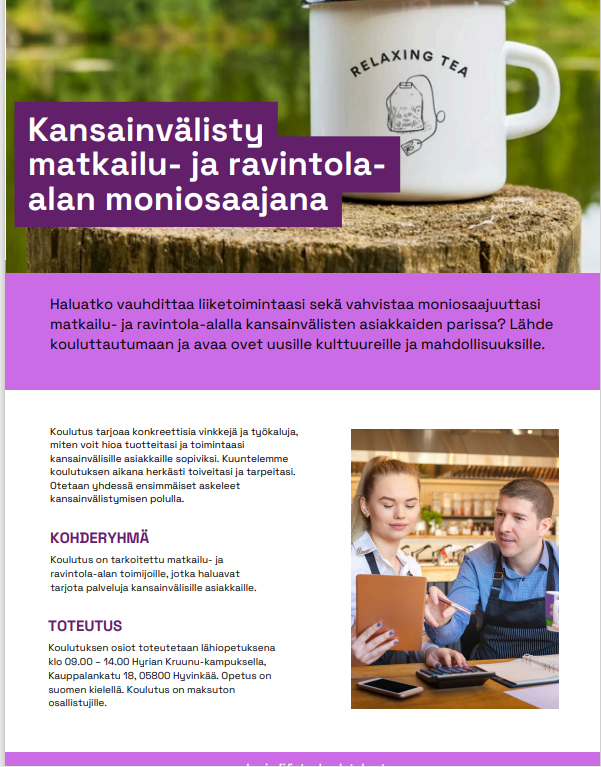 RELAXING TEA
Kansainvälisty
matkailu- ja ravintola-
alan moniosaajana
Haluatko vauhdittaa liiketoimintaasi sekä vahvistaa moniosaajuuttasi
matkailu- ja ravintola-alalla kansainvälisten asiakkaiden parissa? Lähde
kouluttautumaan ja avaa ovet uusille kulttuureille ja mahdollisuuksille.
Koulutus tarjoaa konkreettisia vinkkejä ja työkaluja,
miten voit hioa tuotteitasi ja toimintaasi
kansainvälisille asiakkaille sopiviksi. Kuuntelemme
koulutuksen aikana herkästi toiveitasi ja tarpeitasi.
Otetaan yhdessä ensimmäiset askeleet
kansainvälistymisen polulla.
KOHDERYHMÄ
Koulutus on tarkoitettu matkailu- ja
ravintola-alan toimijoille, jotka haluavat
tarjota palveluja kansainvälisille asiakkaille.
TOTEUTUS
Koulutuksen osiot toteutetaan lähiopetuksena
klo 09.00 – 14.00 Hyrian Kruunu-kampuksella,
Kauppalankatu 18, 05800 Hyvinkää. Opetus on
suomen kielellä. Koulutus on maksuton
osallistujille.